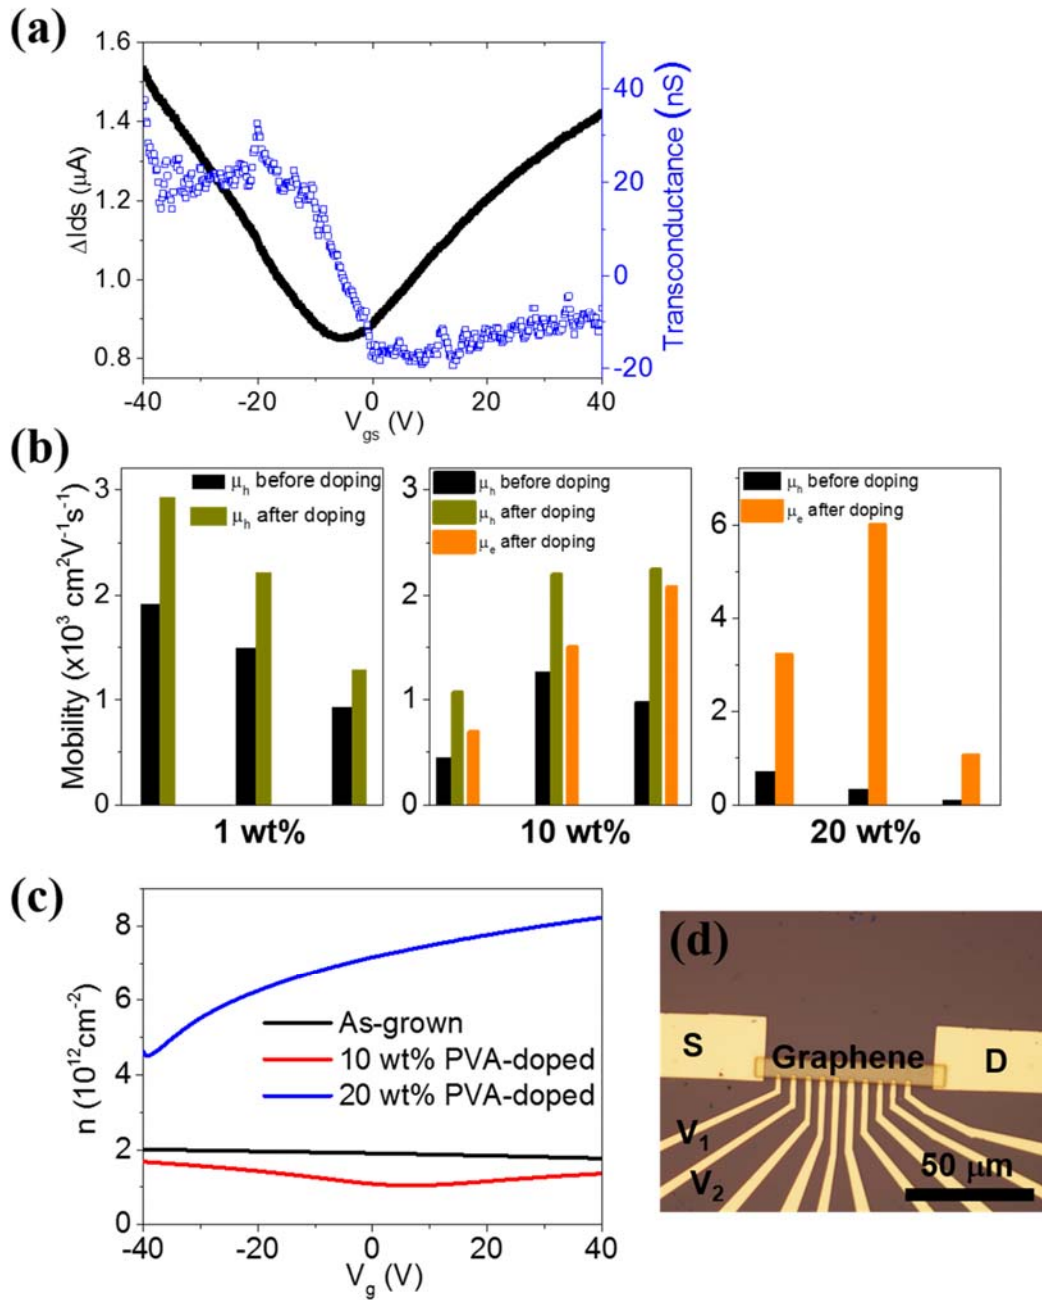 (a)
1.6
1.4
1.2
1.0
0.8
ΔIds (μA)
40
20
0
-20
Transconductance (nS)
-40 -20 0 20 40
Vgs (V)
(b)
Mobility (x10³ cm²V⁻¹s⁻¹)
3
2
1
0
μh before doping
μh after doping
1 wt%
3
2
1
0
μh before doping
μh after doping
μe after doping
10 wt%
6
4
2
0
μh before doping
μe after doping
20 wt%
(c)
n (10¹²cm⁻²)
8
6
4
2
0
As-grown
10 wt% PVA-doped
20 wt% PVA-doped
-40 -20 0 20 40
Vg (V)
(d)
S Graphene D
V₁
V₂
50 μm